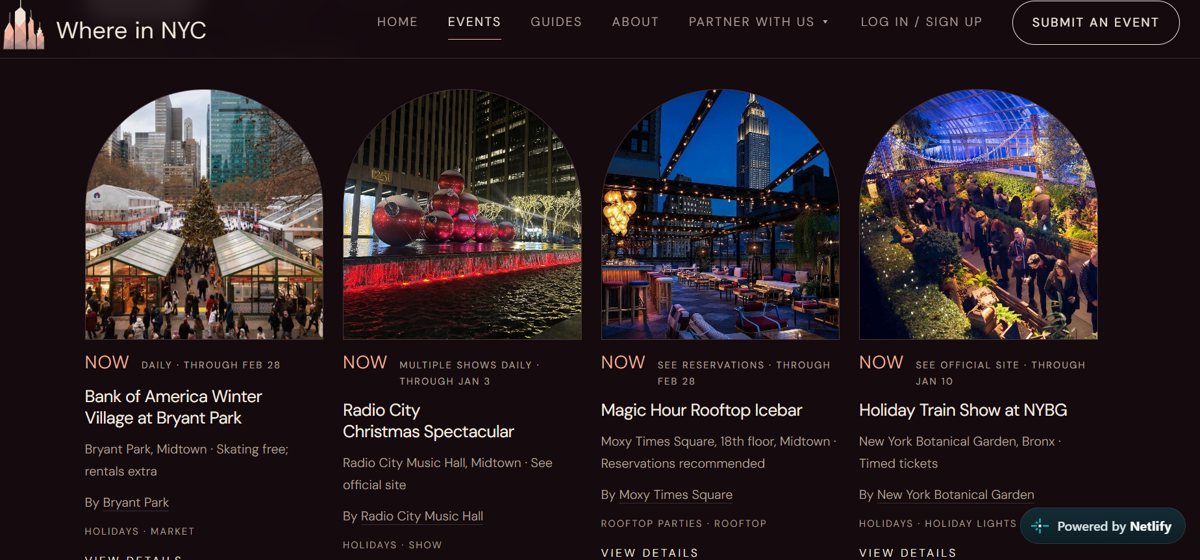 Where in NYC
HOME
EVENTS
GUIDES
ABOUT
PARTNER WITH US ▾
LOG IN / SIGN UP
SUBMIT AN EVENT
NOW DAILY · THROUGH FEB 28
Bank of America Winter
Village at Bryant Park
Bryant Park, Midtown · Skating free;
rentals extra
By Bryant Park
HOLIDAYS · MARKET
VIEW DETAILS
NOW MULTIPLE SHOWS DAILY ·
THROUGH JAN 3
Radio City
Christmas Spectacular
Radio City Music Hall, Midtown · See
official site
By Radio City Music Hall
HOLIDAYS · SHOW
NOW SEE RESERVATIONS · THROUGH
FEB 28
Magic Hour Rooftop Icebar
Moxy Times Square, 18th floor, Midtown ·
Reservations recommended
By Moxy Times Square
ROOFTOP PARTIES · ROOFTOP
VIEW DETAILS
NOW SEE OFFICIAL SITE · THROUGH
JAN 10
Holiday Train Show at NYBG
New York Botanical Garden, Bronx ·
Timed tickets
By New York Botanical Garden
HOLIDAYS · HOLIDAY LIGHTS
VIEW DETAILS
Powered by Netlify